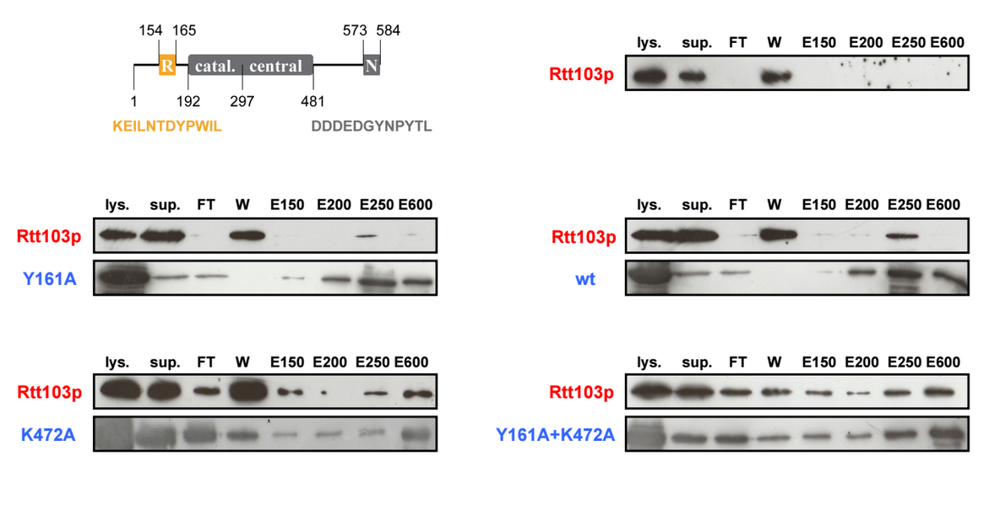 154 165
573 584
R
catal. central
N
1
192
297
481
KEILNTDYPWIL
DDDEDGYNPYTL
lys. sup. FT W E150 E200 E250 E600
Rtt103p
lys. sup. FT W E150 E200 E250 E600
Rtt103p
Y161A
lys. sup. FT W E150 E200 E250 E600
Rtt103p
wt
lys. sup. FT W E150 E200 E250 E600
Rtt103p
K472A
lys. sup. FT W E150 E200 E250 E600
Rtt103p
Y161A+K472A